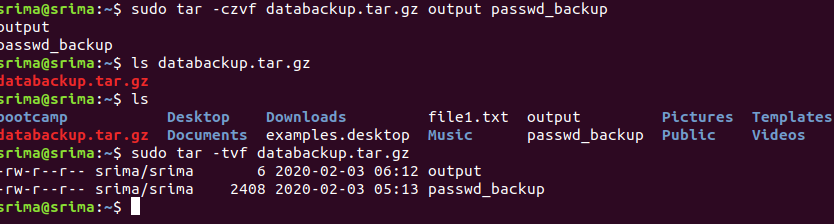 srima@srima:~$ sudo tar -czvf databackup.tar.gz output passwd_backup
output
passwd_backup
srima@srima:~$ ls databackup.tar.gz
databackup.tar.gz
srima@srima:~$ ls
bootcamp Desktop Downloads file1.txt output Pictures Templates
databackup.tar.gz Documents examples.desktop Music passwd_backup Public Videos
srima@srima:~$ sudo tar -tvf databackup.tar.gz
-rw-r--r-- srima/srima 6 2020-02-03 06:12 output
-rw-r--r-- srima/srima 2408 2020-02-03 05:13 passwd_backup
srima@srima:~$